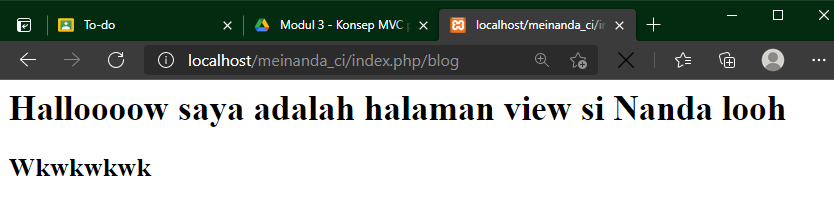 To-do
Modul 3 - Konsep MVC
localhost/meinanda_ci/in
localhost/meinanda_ci/index.php/blog
Halloooow saya adalah halaman view si Nanda looh
Wkwkwkwk